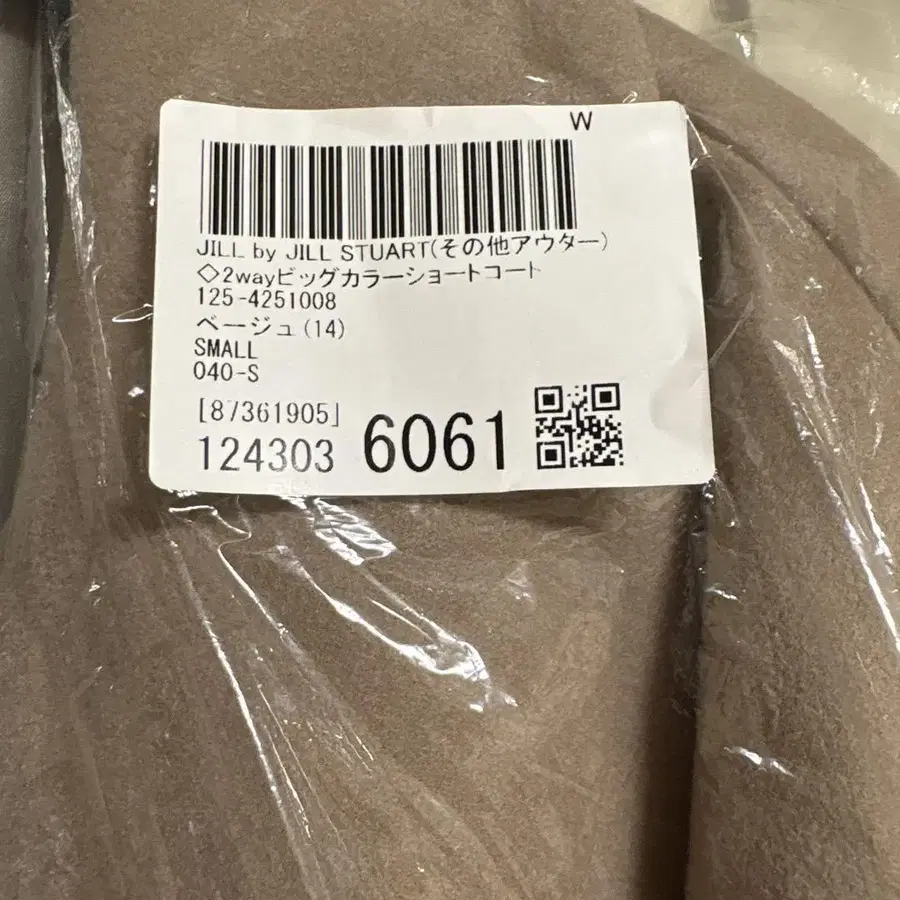 W
JILL by JILL STUART(その他アウター)
◇2wayビッグカラーショートコート
125-4251008
ベージュ(14)
SMALL
040-S
[87361905]
124303 6061